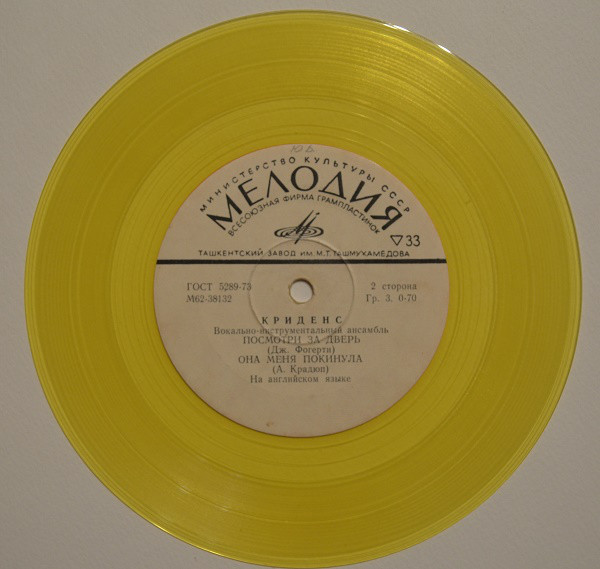 Ю.В.
МИНИСТЕРСТВО КУЛЬТУРЫ СССР
МЕЛОДИЯ
ВСЕСОЮЗНАЯ ФИРМА ГРАМПЛАСТИНОК
▽33
ТАШКЕНТСКИЙ ЗАВОД ИМ. М.Т. ТАШМУХАМЕДОВА
ГОСТ 5289-73
2 сторона
М62-38132
Гр. 3. 0-70
КРИДЕНС
Вокально-инструментальный ансамбль
ПОСМОТРИ ЗА ДВЕРЬ
(Дж. Фогерти)
ОНА МЕНЯ ПОКИНУЛА
(А. Крадюп)
На английском языке